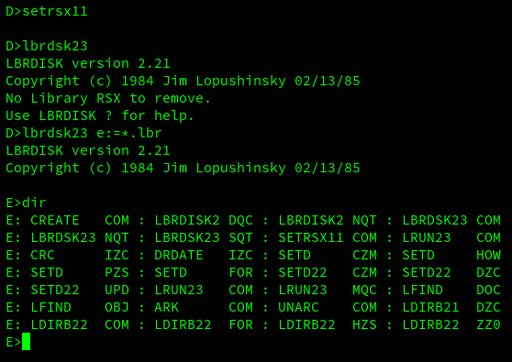 D>setrsx11
D>lbrdsk23
LBRDISK version 2.21
Copyright (c) 1984 Jim Lopushinsky 02/13/85
No Library RSX to remove.
Use LBRDISK ? for help.
D>lbrdsk23 e:=*.lbr
LBRDISK version 2.21
Copyright (c) 1984 Jim Lopushinsky 02/13/85
E>dir
E: CREATE   COM : LBRDISK2 DQC : LBRDISK2 NQT : LBRDSK23 COM
E: LBRDSK23 NQT : LBRDSK23 SQT : SETRSX11 COM : LRUN23   COM
E: CRC      IZC : DRDATE   IZC : SETD     CZM : SETD     HOW
E: SETD     PZS : SETD     FOR : SETD22   CZM : SETD22   DZC
E: SETD22   UPD : LRUN23   COM : LRUN23   MQC : LFIND    DOC
E: LFIND    OBJ : ARK      COM : UNARC    COM : LDIRB21  DZC
E: LDIRB22  COM : LDIRB22  FOR : LDIRB22  HZS : LDIRB22  ZZ0
E>